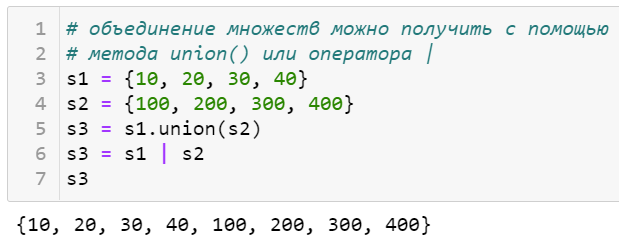 1 # объединение множеств можно получить с помощью
2 # метода union() или оператора |
3 s1 = {10, 20, 30, 40}
4 s2 = {100, 200, 300, 400}
5 s3 = s1.union(s2)
6 s3 = s1 | s2
7 s3
{10, 20, 30, 40, 100, 200, 300, 400}